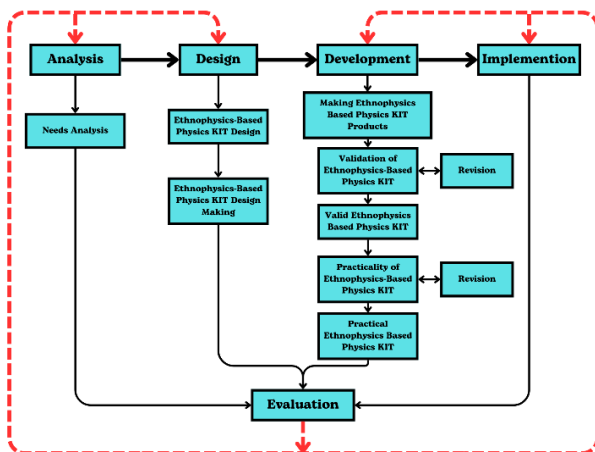 Analysis
Design
Development
Implemention
Needs Analysis
Ethnophysics-Based
Physics KIT Design
Ethnophysics-Based
Physics KIT Design
Making
Making Ethnophysics
Based Physics KIT
Products
Validation of
Ethnophysics-Based
Physics KIT
Revision
Valid Ethnophysics
Based Physics KIT
Practicality of
Ethnophysics-Based
Physics KIT
Revision
Practical
Ethnophysics Based
Physics KIT
Evaluation